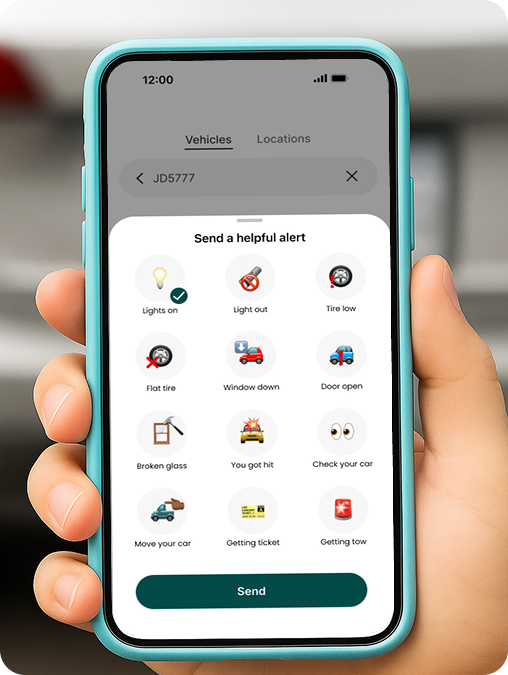 12:00
Vehicles Locations
JD5777
Send a helpful alert
Lights on Light out Tire low
Flat tire Window down Door open
Broken glass You got hit Check your car
Move your car Getting ticket Getting tow
Send